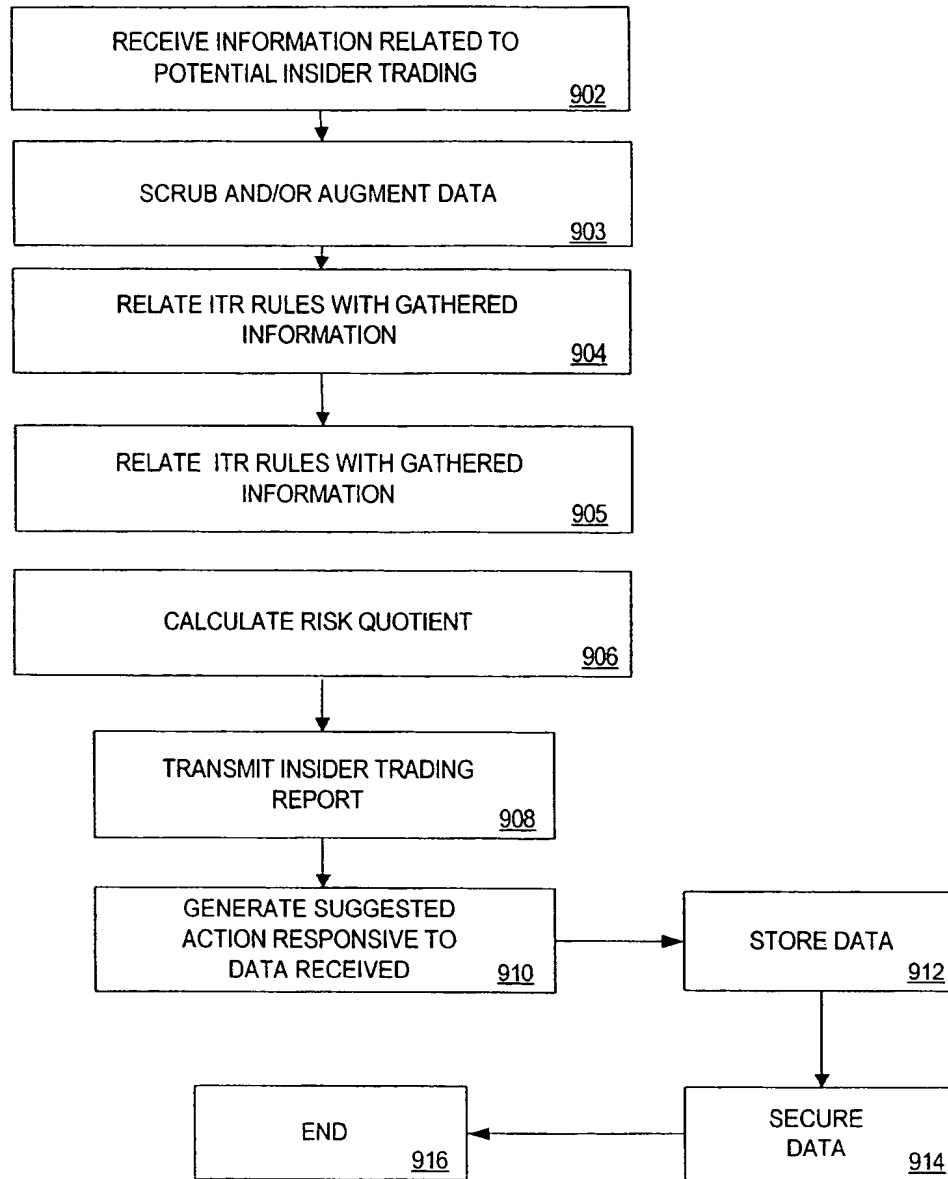 RECEIVE INFORMATION RELATED TO
POTENTIAL INSIDER TRADING
902
SCRUB AND/OR AUGMENT DATA
903
RELATE ITR RULES WITH GATHERED
INFORMATION
904
RELATE ITR RULES WITH GATHERED
INFORMATION
905
CALCULATE RISK QUOTIENT
906
TRANSMIT INSIDER TRADING
REPORT
908
GENERATE SUGGESTED
ACTION RESPONSIVE TO
DATA RECEIVED
910
STORE DATA
912
SECURE
DATA
914
END
916